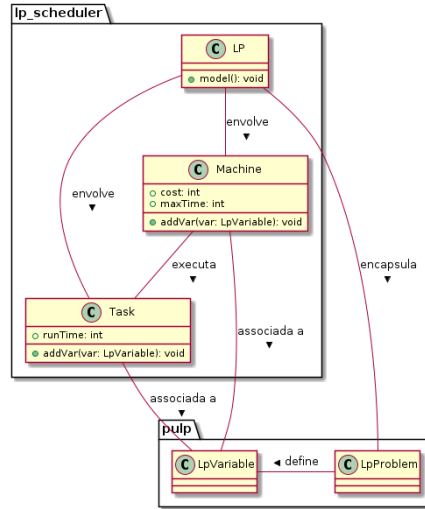 lp_scheduler
C LP
model(): void
envolve
C Machine
cost: int
maxTime: int
addVar(var: LpVariable): void
envolve
executa
encapsula
C Task
runTime: int
addVar(var: LpVariable): void
associada a
associada a
pulp
C LpVariable
define
C LpProblem